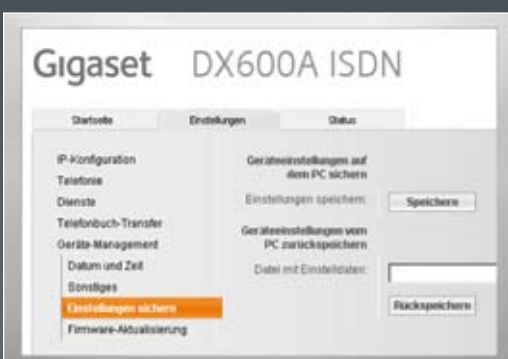 Gigaset DX600A ISDN
Startseite Einstellungen Status
IP-Konfiguration
Telefonie
Dienste
Telefonbuch-Transfer
Geräte-Management
Datum und Zeit
Sonstiges
Einstellungen sichern
Firmware-Aktualisierung
Geräteeinstellungen auf
dem PC sichern
Einstellungen speichern: Speichern
Geräteeinstellungen vom
PC zurückspeichern
Datei mit Einstelldaten:
Rückspeichern